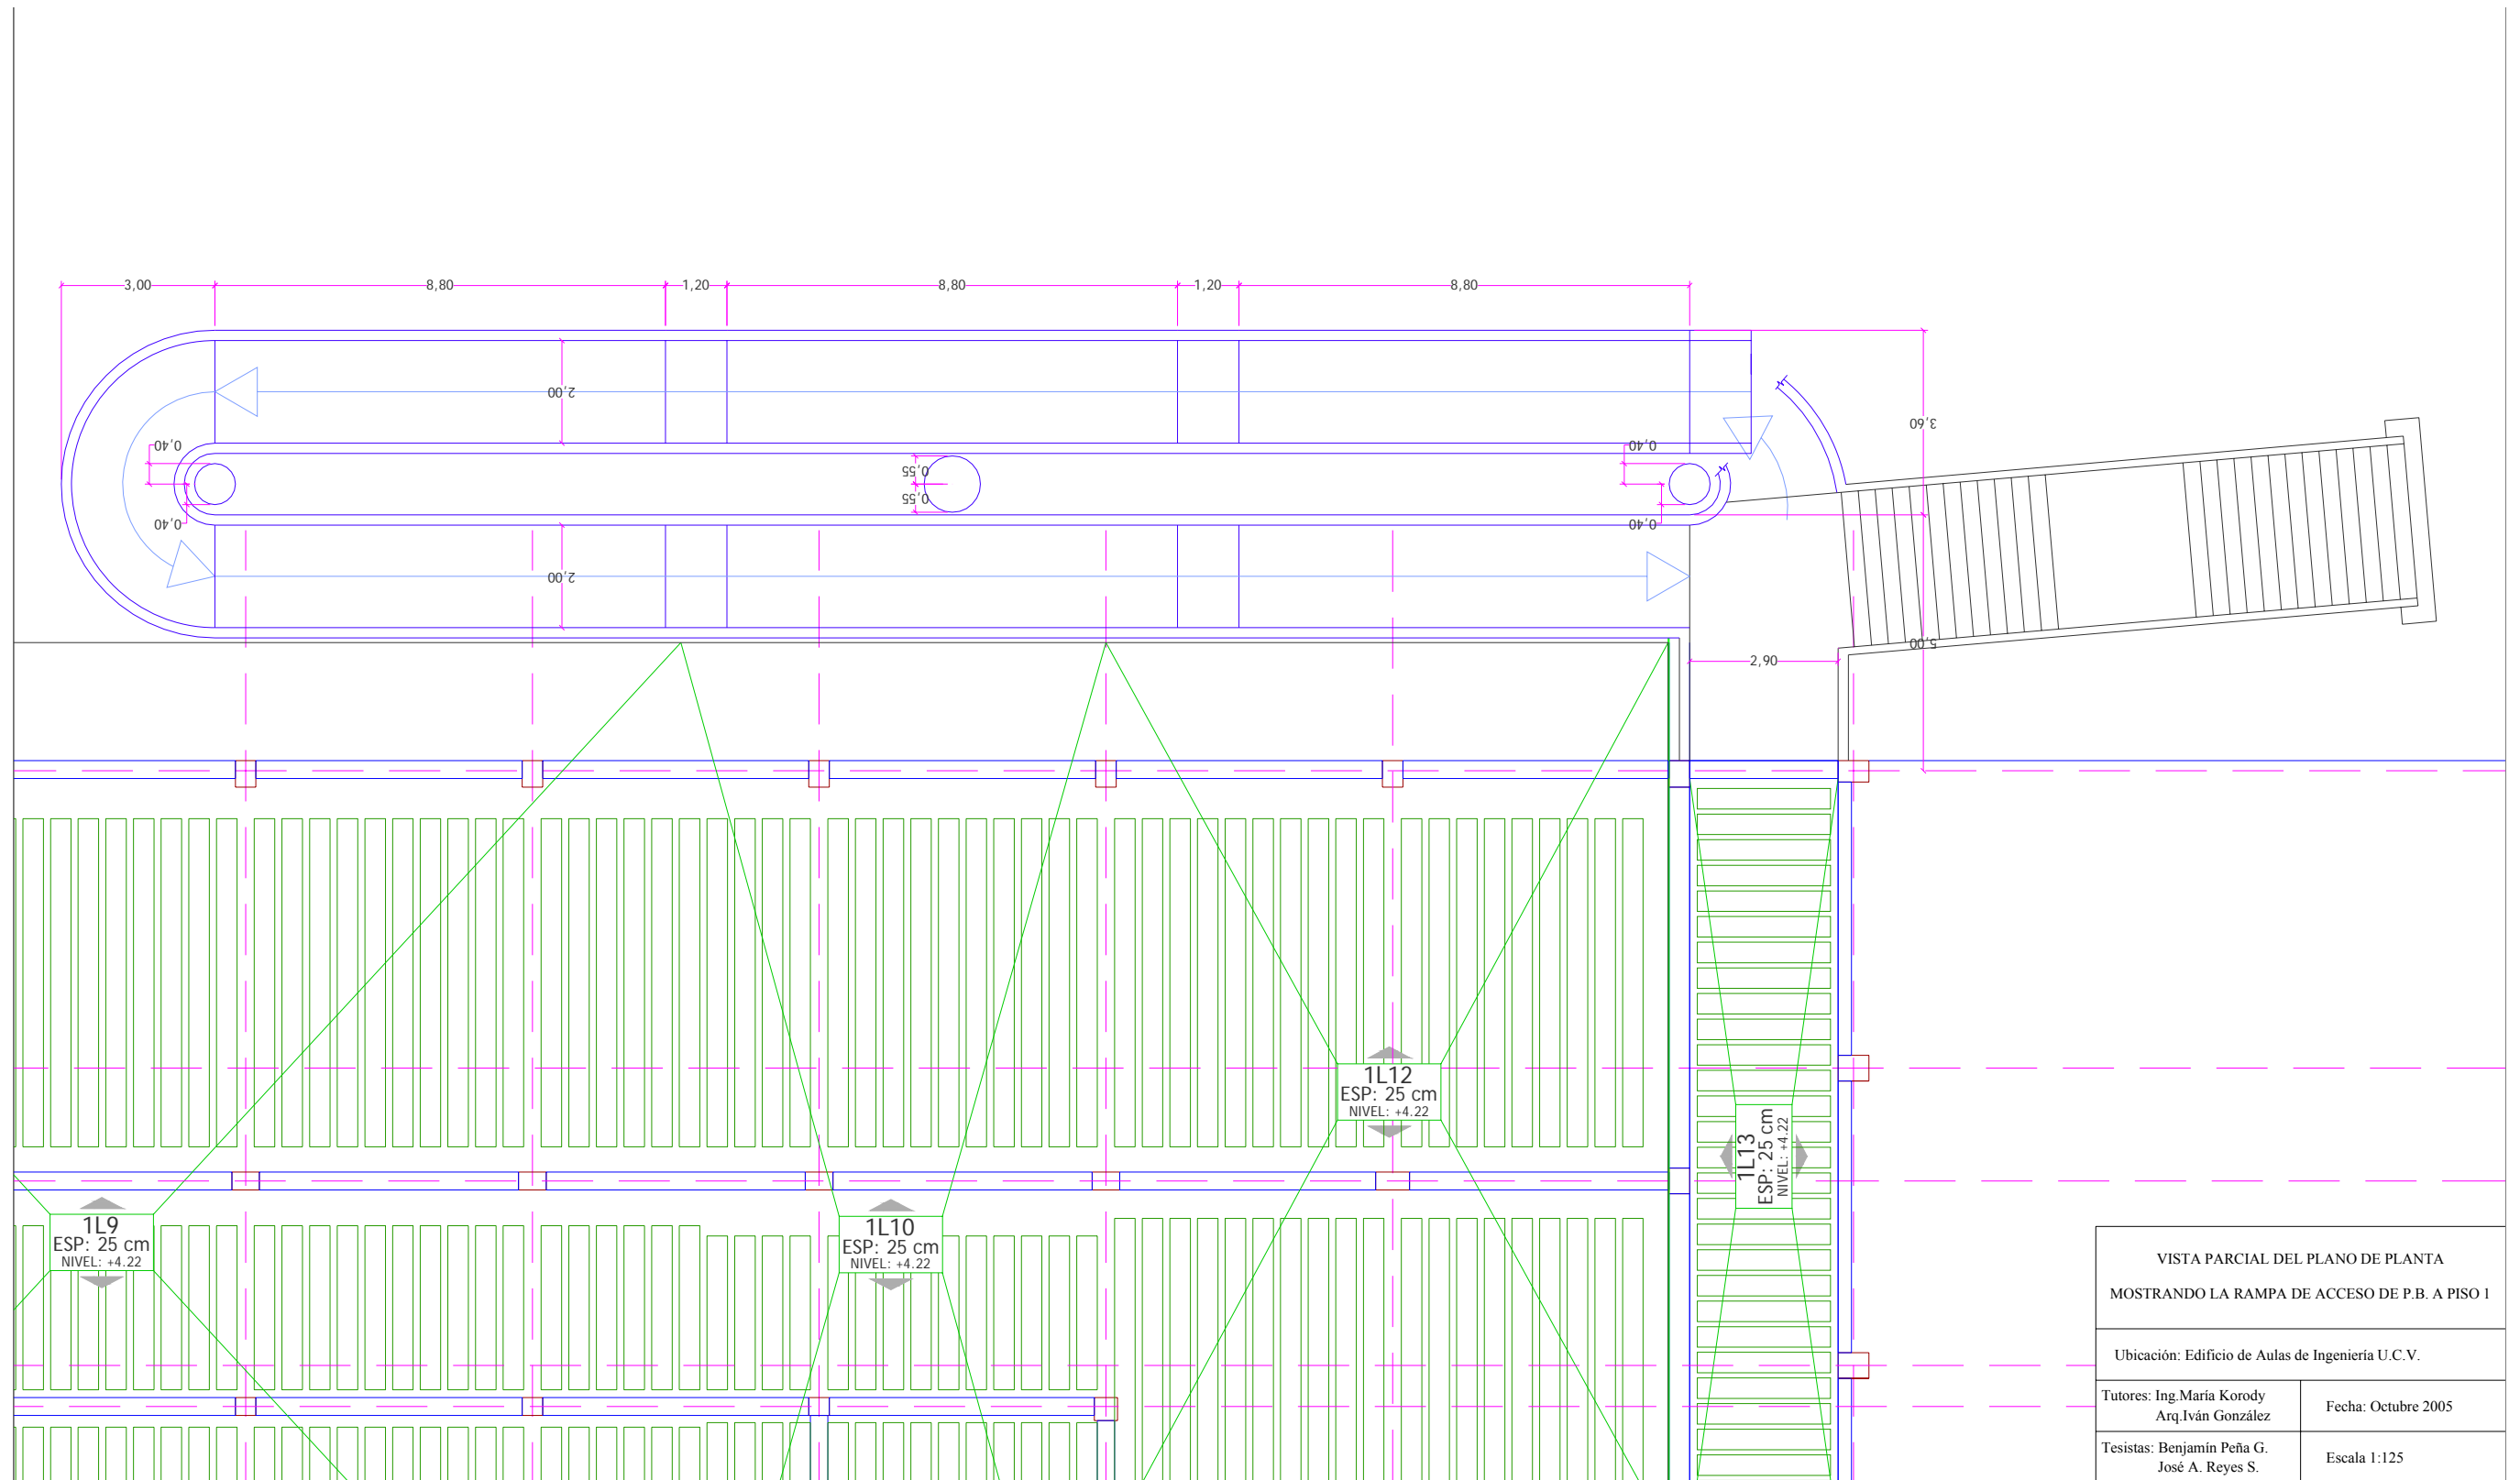 3,00
8,80
1,20
8,80
1,20
8,80
2,00
0,40
0,55
0,55
0,40
3,60
0,40
0,40
2,00
5,00
2,90
1L12
ESP: 25 cm
NIVEL: +4.22
1L13
ESP: 25 cm
NIVEL: +4.22
1L9
ESP: 25 cm
NIVEL: +4.22
1L10
ESP: 25 cm
NIVEL: +4.22
VISTA PARCIAL DEL PLANO DE PLANTA
MOSTRANDO LA RAMPA DE ACCESO DE P.B. A PISO 1
Ubicación: Edificio de Aulas de Ingeniería U.C.V.
Tutores: Ing.María Korody
Arq.Iván González
Fecha: Octubre 2005
Tesistas: Benjamín Peña G.
José A. Reyes S.
Escala 1:125